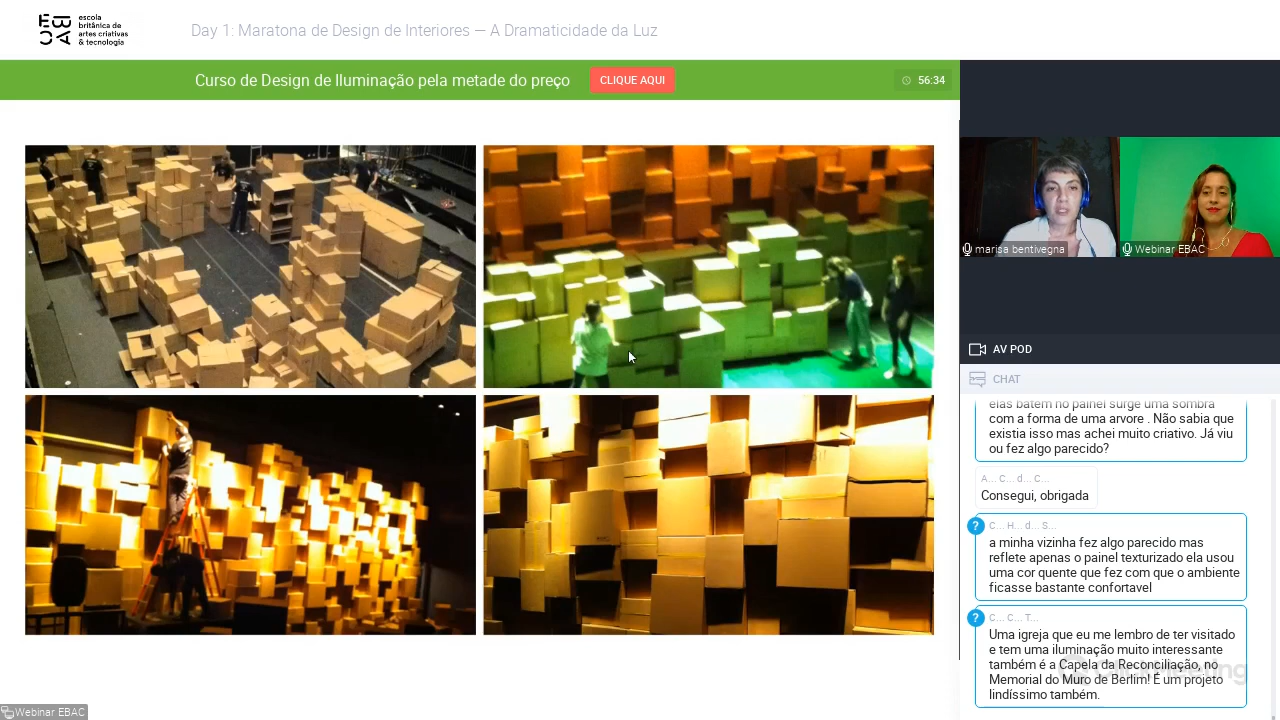 escola
britânica de
artes criativas
& tecnologia
Day 1: Maratona de Design de Interiores — A Dramaticidade da Luz
Curso de Design de Iluminação pela metade do preço
CLIQUE AQUI
56:34
marisa bentivegna
Webinar EBAC
AV POD
CHAT
elas batem no painel surge uma sombra
com a forma de uma arvore . Não sabia que
existia isso mas achei muito criativo. Já viu
ou fez algo parecido?
A... C... d... C...
Consegui, obrigada
?
C... H... d... S...
a minha vizinha fez algo parecido mas
reflete apenas o painel texturizado ela usou
uma cor quente que fez com que o ambiente
ficasse bastante confortavel
?
C... C... T...
Uma igreja que eu me lembro de ter visitado
e tem uma iluminação muito interessante
também é a Capela da Reconciliação, no
Memorial do Muro de Berlim! É um projeto
lindíssimo também.
Webinar EBAC